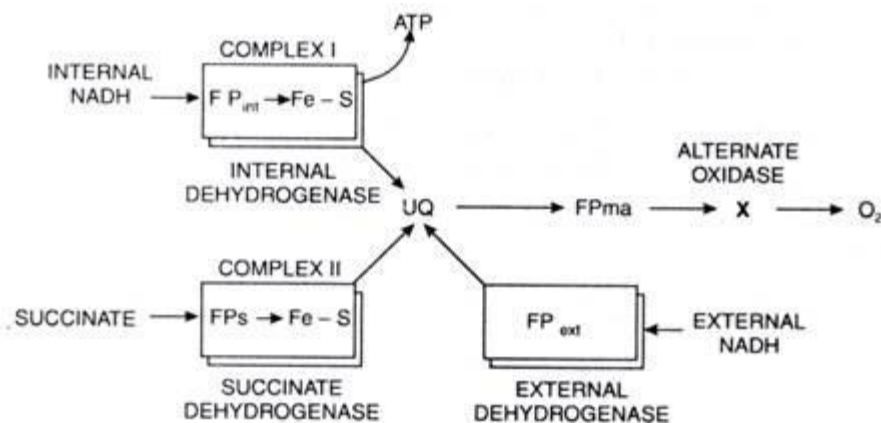 ATP
COMPLEX I
INTERNAL
NADH
F P int Fe – S
INTERNAL
DEHYDROGENASE
ALTERNATE
OXIDASE
UQ FPma X O2
COMPLEX II
SUCCINATE
FPs Fe – S
SUCCINATE
DEHYDROGENASE
FP ext
EXTERNAL
NADH
EXTERNAL
DEHYDROGENASE